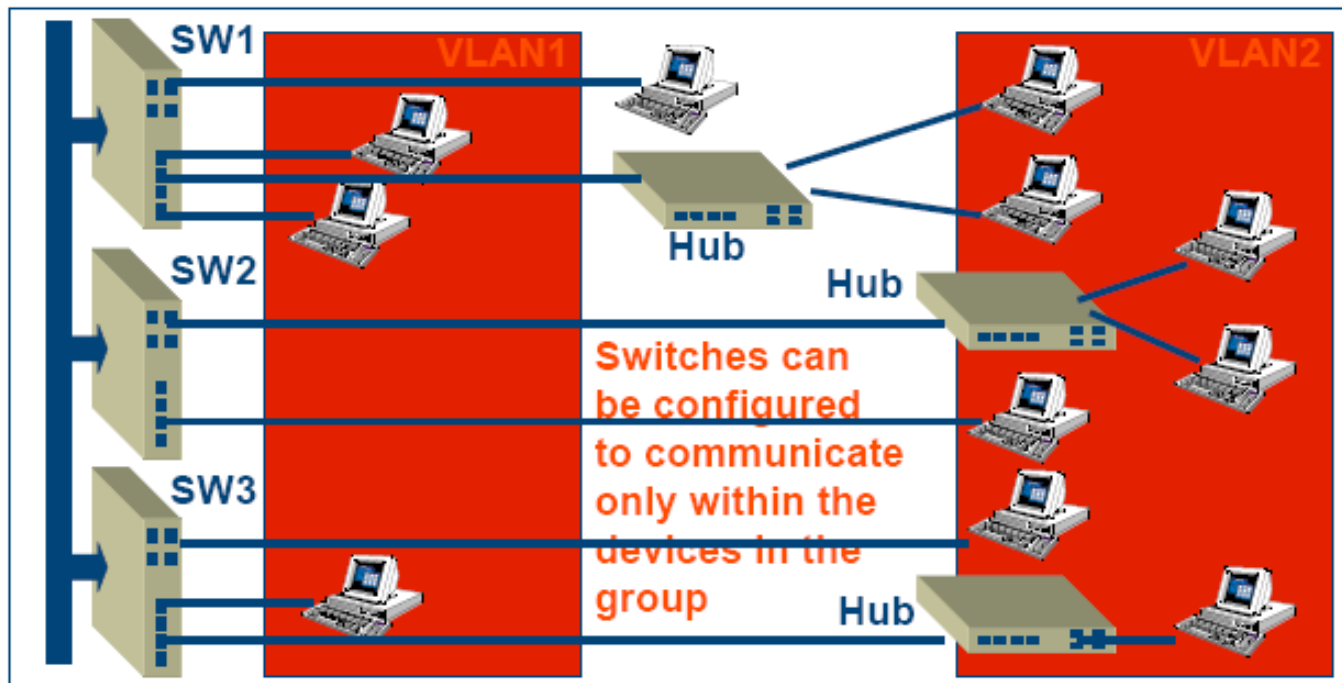 SW1
VLAN1
VLAN2
Hub
SW2
Hub
Switches can
be configured
to communicate
only within the
devices in the
group
SW3
Hub